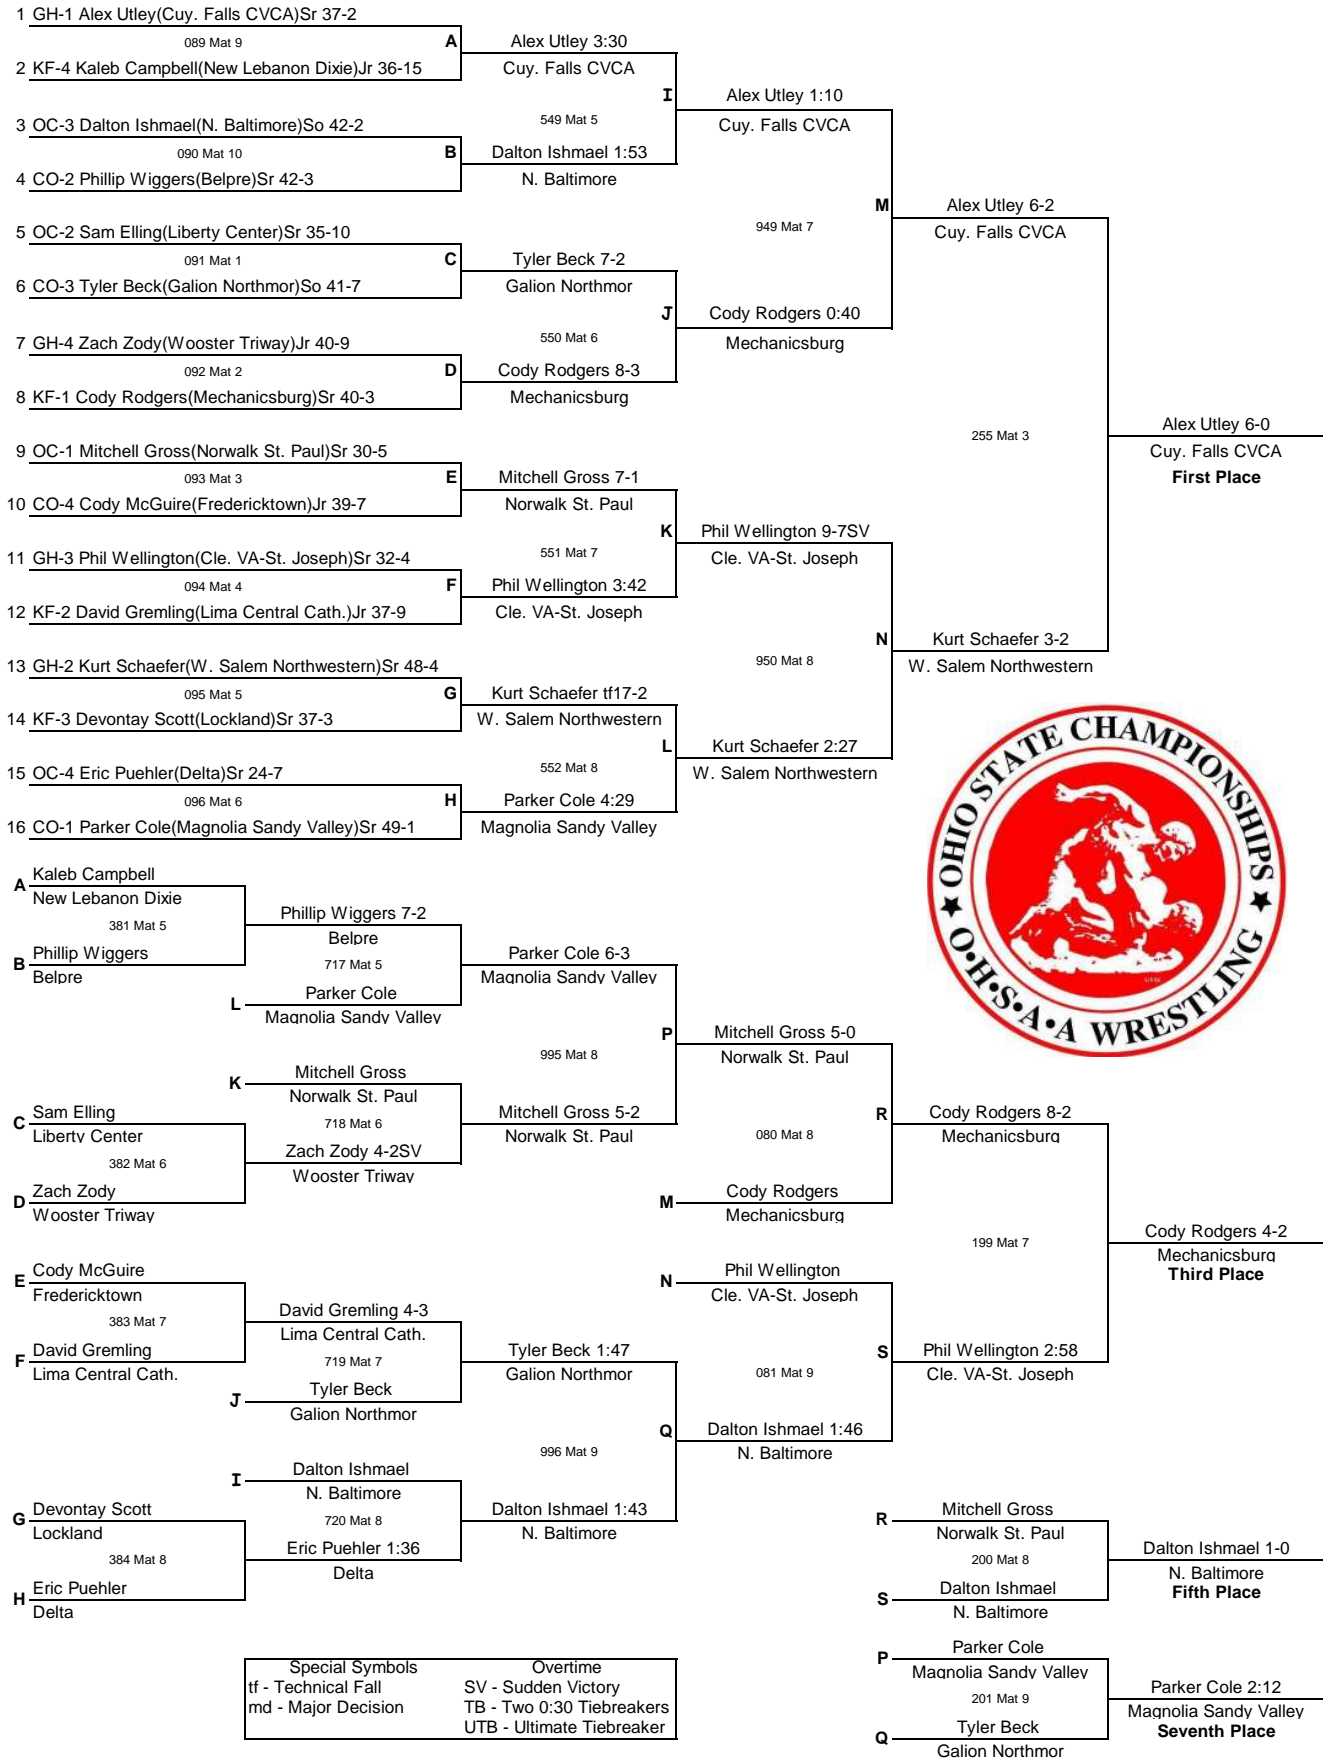 1 GH-1 Alex Utley(Cuy. Falls CVCA)Sr 37-2
089 Mat 9
A
2 KF-4 Kaleb Campbell(New Lebanon Dixie)Jr 36-15
Alex Utley 3:30
Cuy. Falls CVCA
3 OC-3 Dalton Ishmael(N. Baltimore)So 42-2
090 Mat 10
B
4 CO-2 Phillip Wiggers(Belpre)Sr 42-3
549 Mat 5
I
Dalton Ishmael 1:53
N. Baltimore
Alex Utley 1:10
Cuy. Falls CVCA
5 OC-2 Sam Elling(Liberty Center)Sr 35-10
091 Mat 1
C
6 CO-3 Tyler Beck(Galion Northmor)So 41-7
Tyler Beck 7-2
Galion Northmor
949 Mat 7
M
Alex Utley 6-2
Cuy. Falls CVCA
7 GH-4 Zach Zody(Wooster Triway)Jr 40-9
092 Mat 2
D
8 KF-1 Cody Rodgers(Mechanicsburg)Sr 40-3
550 Mat 6
J
Cody Rodgers 8-3
Mechanicsburg
Cody Rodgers 0:40
Mechanicsburg
9 OC-1 Mitchell Gross(Norwalk St. Paul)Sr 30-5
093 Mat 3
E
10 CO-4 Cody McGuire(Fredericktown)Jr 39-7
Mitchell Gross 7-1
Norwalk St. Paul
255 Mat 3
Alex Utley 6-0
Cuy. Falls CVCA
First Place
11 GH-3 Phil Wellington(Cle. VA-St. Joseph)Sr 32-4
094 Mat 4
F
12 KF-2 David Gremling(Lima Central Cath.)Jr 37-9
551 Mat 7
K
Phil Wellington 3:42
Cle. VA-St. Joseph
Phil Wellington 9-7SV
Cle. VA-St. Joseph
13 GH-2 Kurt Schaefer(W. Salem Northwestern)Sr 48-4
095 Mat 5
G
14 KF-3 Devontay Scott(Lockland)Sr 37-3
Kurt Schaefer tf17-2
W. Salem Northwestern
950 Mat 8
N
Kurt Schaefer 3-2
W. Salem Northwestern
15 OC-4 Eric Puehler(Delta)Sr 24-7
096 Mat 6
H
16 CO-1 Parker Cole(Magnolia Sandy Valley)Sr 49-1
552 Mat 8
L
Parker Cole 4:29
Magnolia Sandy Valley
Kurt Schaefer 2:27
W. Salem Northwestern
★ OHIO STATE CHAMPIONSHIPS ★
O•H•S•A•A WRESTLING
A Kaleb Campbell
New Lebanon Dixie
381 Mat 5
B Phillip Wiggers
Belpre
Phillip Wiggers 7-2
Belpre
717 Mat 5
L Parker Cole
Magnolia Sandy Valley
Parker Cole 6-3
Magnolia Sandy Valley
995 Mat 8
P
K Mitchell Gross
Norwalk St. Paul
718 Mat 6
C Sam Elling
Liberty Center
382 Mat 6
D Zach Zody
Wooster Triway
Zach Zody 4-2SV
Wooster Triway
Mitchell Gross 5-2
Norwalk St. Paul
Mitchell Gross 5-0
Norwalk St. Paul
080 Mat 8
R
M Cody Rodgers
Mechanicsburg
Cody Rodgers 8-2
Mechanicsburg
199 Mat 7
Cody Rodgers 4-2
Mechanicsburg
Third Place
E Cody McGuire
Fredericktown
383 Mat 7
F David Gremling
Lima Central Cath.
David Gremling 4-3
Lima Central Cath.
719 Mat 7
J Tyler Beck
Galion Northmor
Tyler Beck 1:47
Galion Northmor
996 Mat 9
Q
N Phil Wellington
Cle. VA-St. Joseph
081 Mat 9
S
Phil Wellington 2:58
Cle. VA-St. Joseph
Dalton Ishmael 1:46
N. Baltimore
I Dalton Ishmael
N. Baltimore
720 Mat 8
G Devontay Scott
Lockland
384 Mat 8
H Eric Puehler
Delta
Eric Puehler 1:36
Delta
Dalton Ishmael 1:43
N. Baltimore
R Mitchell Gross
Norwalk St. Paul
200 Mat 8
S Dalton Ishmael
N. Baltimore
Dalton Ishmael 1-0
N. Baltimore
Fifth Place
P Parker Cole
Magnolia Sandy Valley
201 Mat 9
Q Tyler Beck
Galion Northmor
Parker Cole 2:12
Magnolia Sandy Valley
Seventh Place
Special Symbols Overtime
tf - Technical Fall SV - Sudden Victory
md - Major Decision TB - Two 0:30 Tiebreakers
UTB - Ultimate Tiebreaker